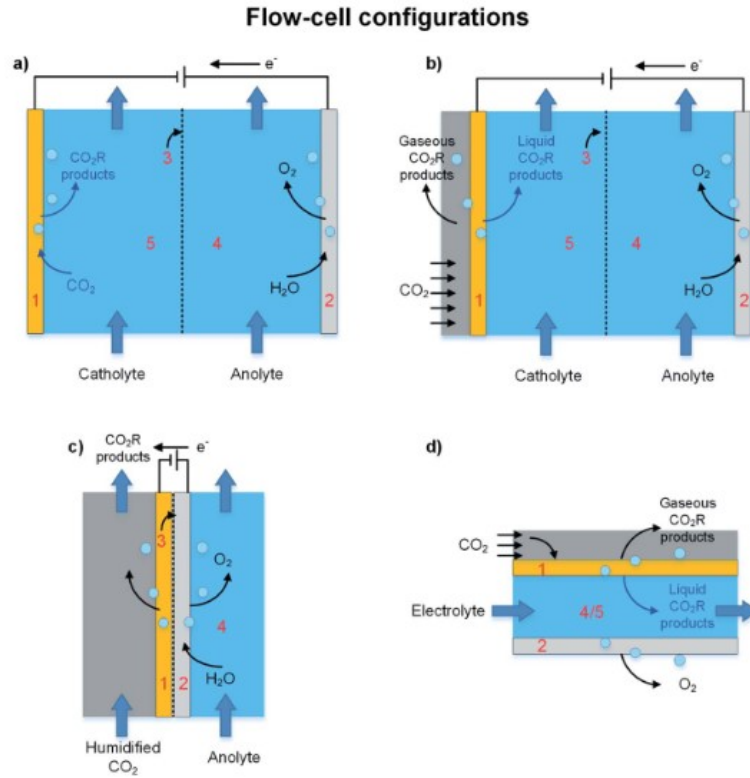 Flow-cell configurations
a)
e⁻
3
CO₂R
products
O₂
5
4
CO₂
H₂O
1
2
Catholyte
Anolyte
b)
e⁻
Gaseous
CO₂R
products
Liquid
CO₂R
products
3
O₂
5
4
CO₂
H₂O
1
2
Catholyte
Anolyte
c)
CO₂R
products
e⁻
3
O₂
4
1
2
H₂O
Humidified
CO₂
Anolyte
d)
CO₂
Gaseous
CO₂R
products
1
Electrolyte
4/5
Liquid
CO₂R
products
2
O₂